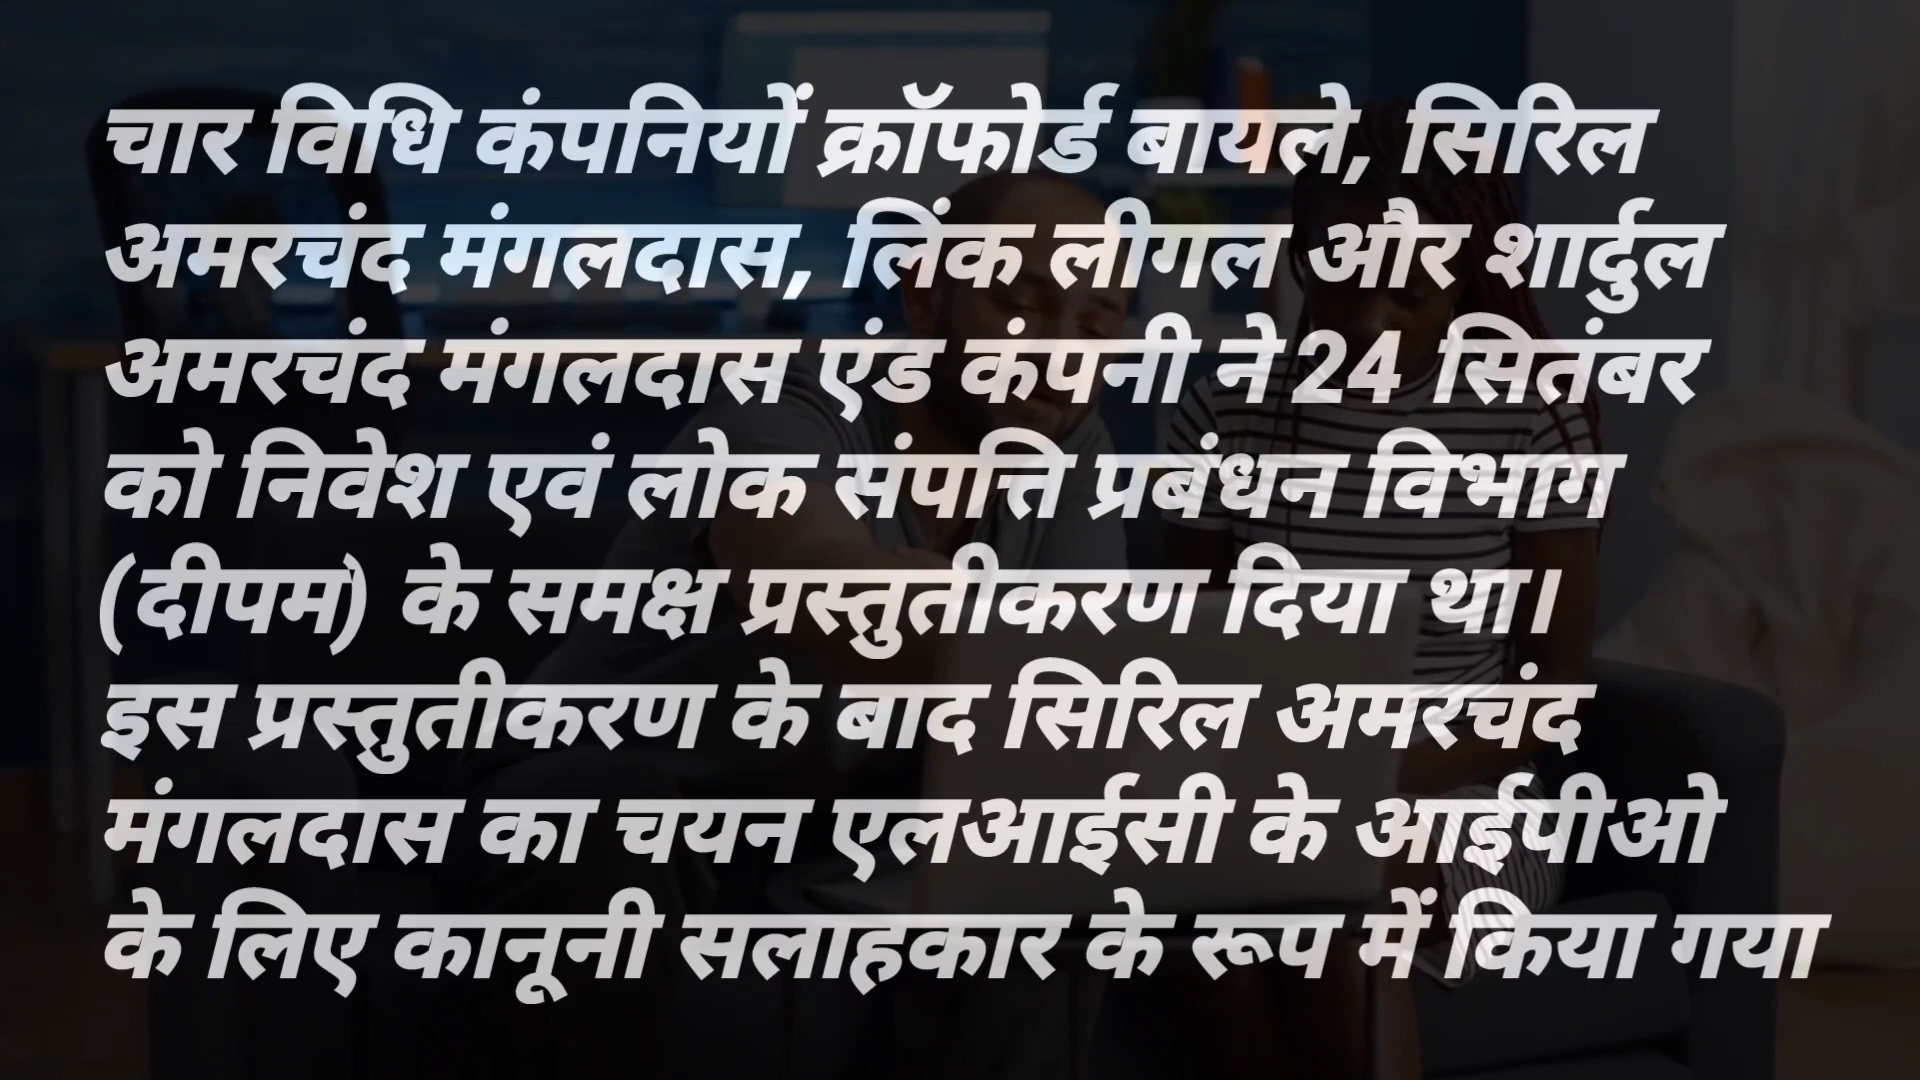 चार विधि कंपनियों क्रॉफोर्ड बायले, सिरिल
अमरचंद मंगलदास, लिंक लीगल और शार्दुल
अमरचंद मंगलदास एंड कंपनी ने 24 सितंबर
को निवेश एवं लोक संपत्ति प्रबंधन विभाग
(दीपम) के समक्ष प्रस्तुतीकरण दिया था।
इस प्रस्तुतीकरण के बाद सिरिल अमरचंद
मंगलदास का चयन एलआईसी के आईपीओ
के लिए कानूनी सलाहकार के रूप में किया गया